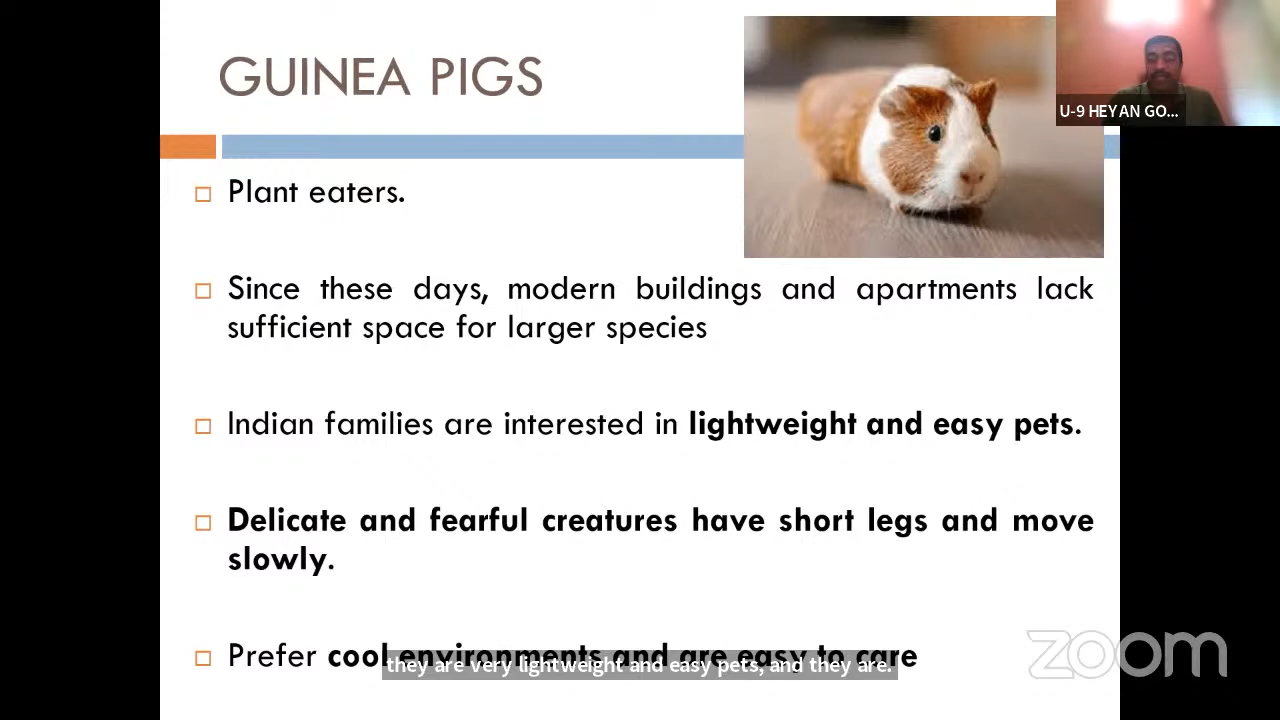 GUINEA PIGS
U-9 HEYAN GO...
Plant eaters.
Since these days, modern buildings and apartments lack
sufficient space for larger species
Indian families are interested in lightweight and easy pets.
Delicate and fearful creatures have short legs and move
slowly.
Prefer cool environments and are easy to care
they are very lightweight and easy pets, and they are.
zoom